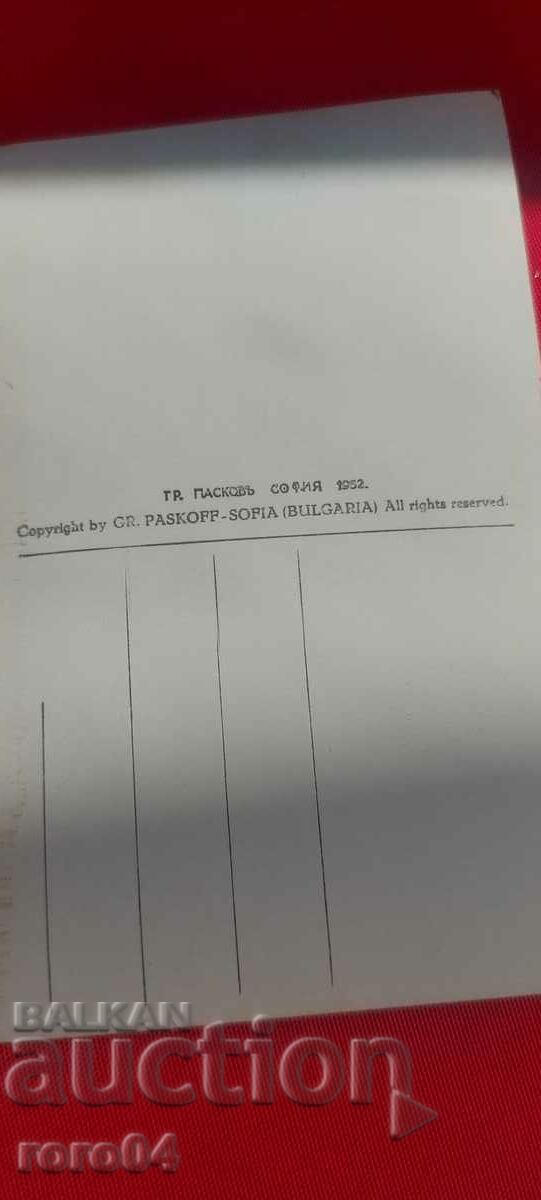 ГР. ПАСКОВЪ СОФИЯ 1952.
Copyright by GR. PASKOFF-SOFIA (BULGARIA) All rights reserved.
BALKAN
auction
roro04